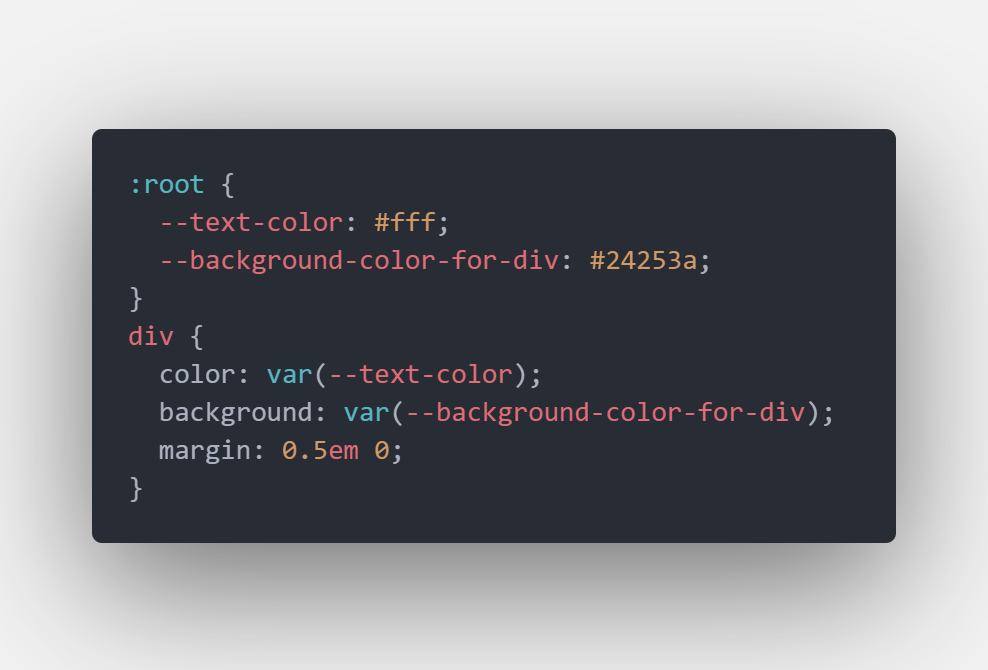 :root {
  --text-color: #fff;
  --background-color-for-div: #24253a;
}
div {
  color: var(--text-color);
  background: var(--background-color-for-div);
  margin: 0.5em 0;
}